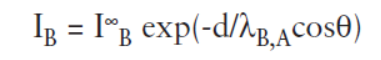 I_B = I^∞_B exp(-d/λ_B,A cosθ)